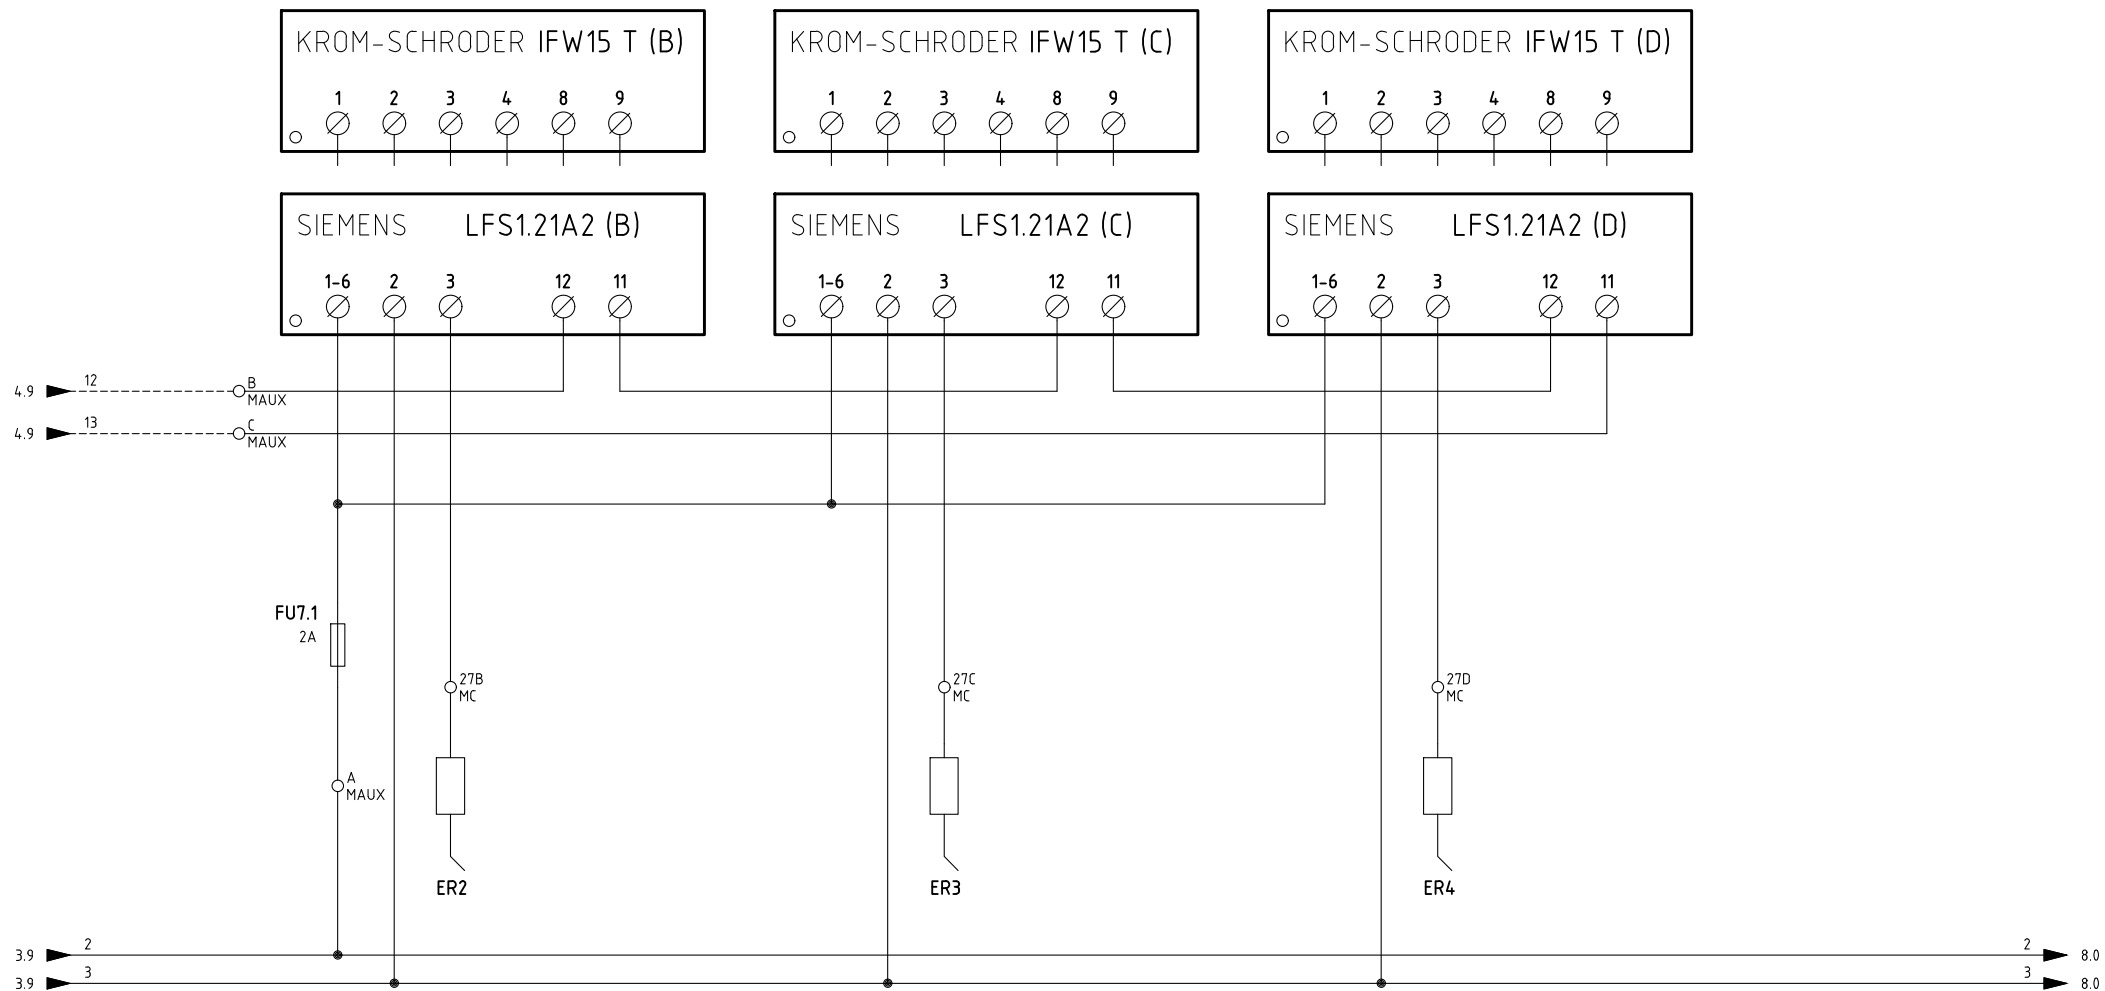 KROM-SCHRODER IFW15 T (B)
1 2 3 4 8 9
KROM-SCHRODER IFW15 T (C)
1 2 3 4 8 9
KROM-SCHRODER IFW15 T (D)
1 2 3 4 8 9
SIEMENS LFS1.21A2 (B)
1-6 2 3 12 11
SIEMENS LFS1.21A2 (C)
1-6 2 3 12 11
SIEMENS LFS1.21A2 (D)
1-6 2 3 12 11
4.9 12 B
MAUX
4.9 13 C
MAUX
FU7.1
2A
27B
MC
27C
MC
27D
MC
A
MAUX
ER2
ER3
ER4
3.9 2 2 8.0
3.9 3 3 8.0